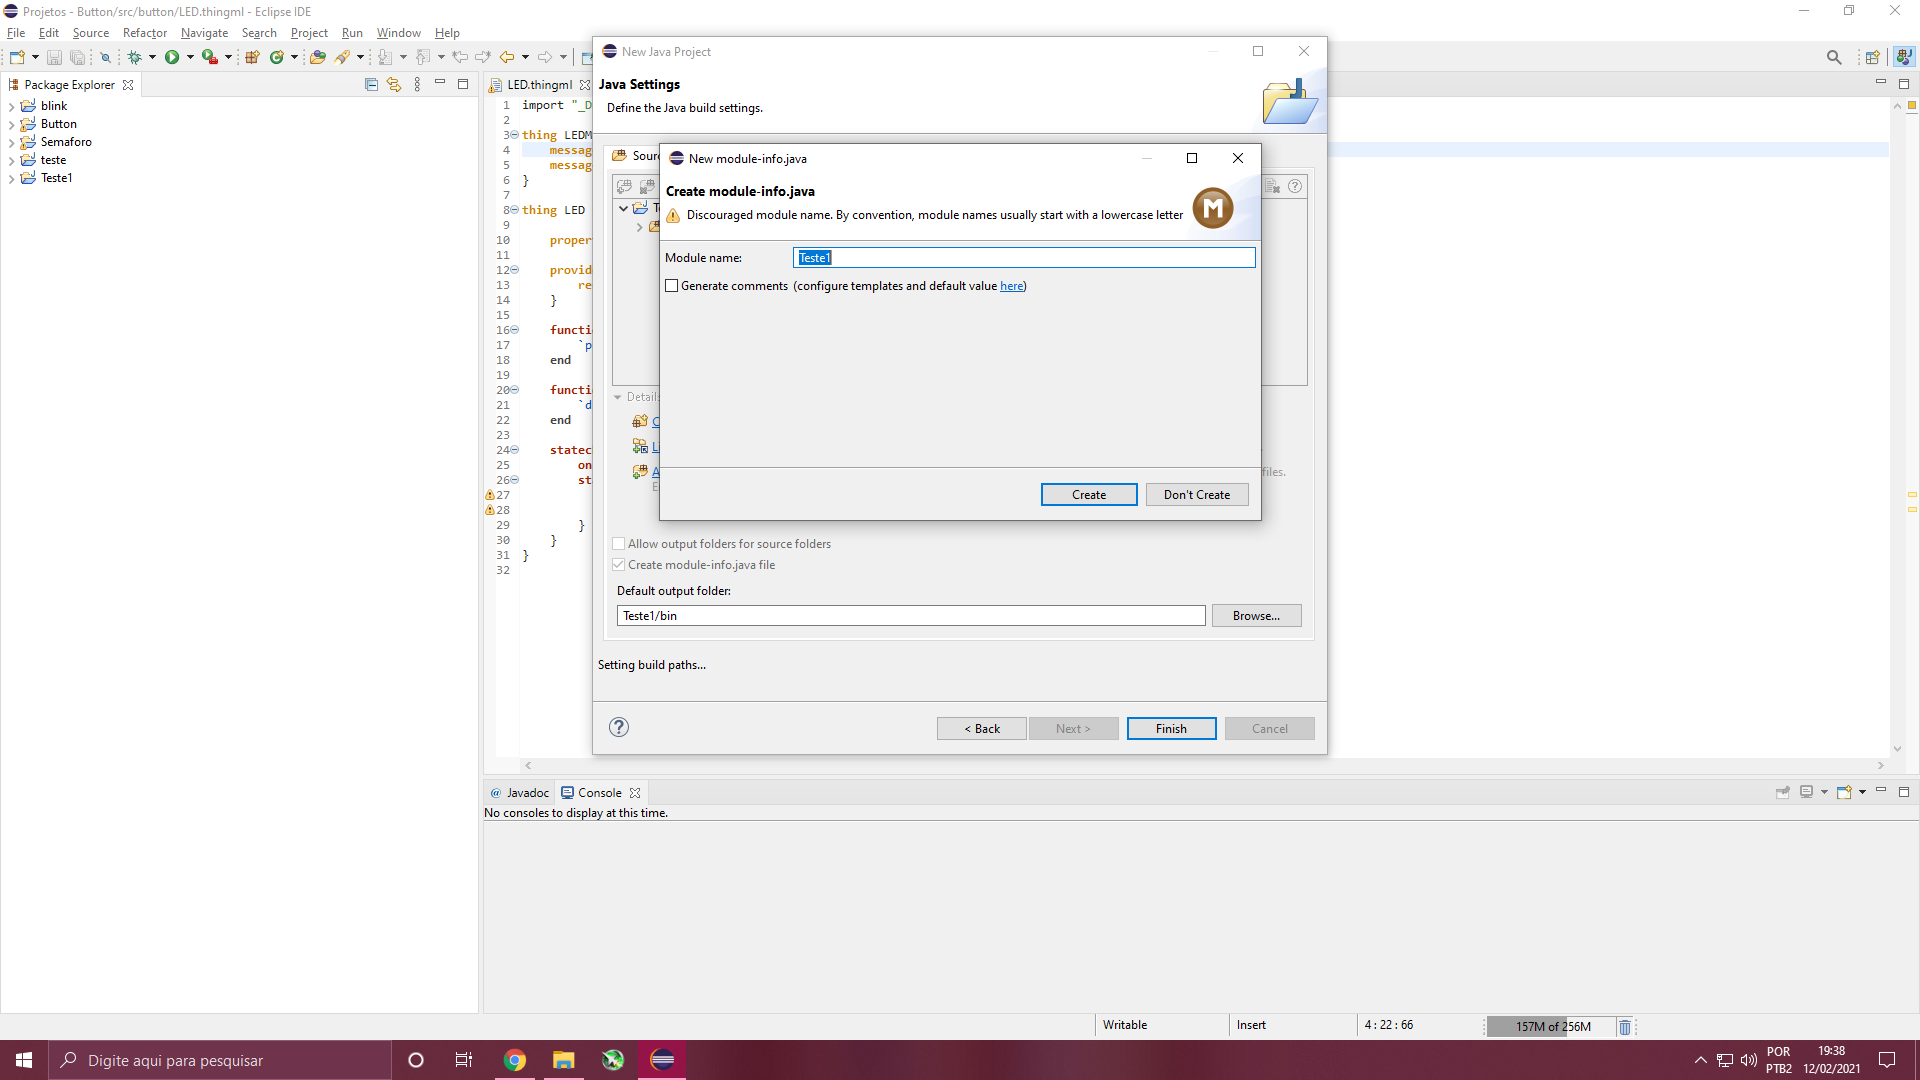 Projetos - Button/src/button/LED.thingml - Eclipse IDE
File Edit Source Refactor Navigate Search Project Run Window Help
Package Explorer
blink
Button
Semaforo
teste
Teste1
LED.thingml
1 import "_D
2
3 thing LEDM
4 messag
5 messag
6 }
7
8 thing LED
9
10 proper
11
12 provid
13 re
14 }
15
16 functi
17 `p
18 end
19
20 functi
21 `d
22 end
23
24 statec
25 on
26 st
27
28
29 }
30 }
31 }
32
New Java Project
Java Settings
Define the Java build settings.
Sour
New module-info.java
Create module-info.java
Discouraged module name. By convention, module names usually start with a lowercase letter
M
Module name: Teste1
Generate comments (configure templates and default value here)
Create Don't Create
Details
files.
Allow output folders for source folders
Create module-info.java file
Default output folder:
Teste1/bin Browse...
Setting build paths...
< Back Next > Finish Cancel
Javadoc Console
No consoles to display at this time.
Writable Insert 4 : 22 : 66 157M of 256M
Digite aqui para pesquisar
POR
PTB2
19:38
12/02/2021